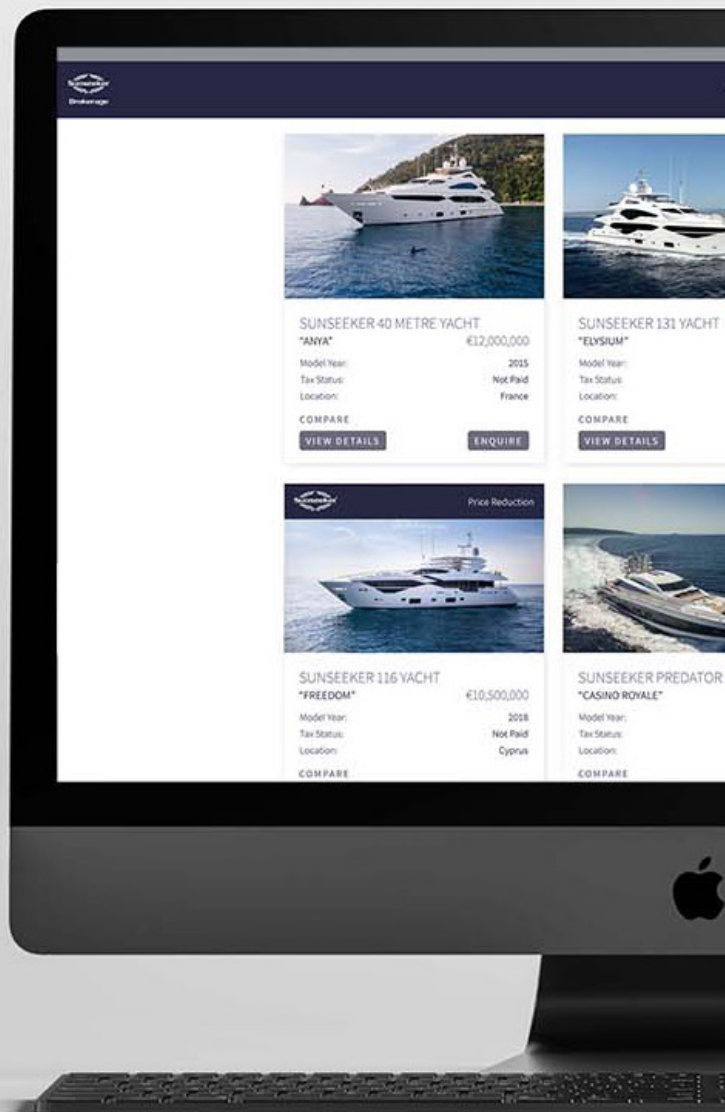 Sunseeker
Brokerage
SUNSEEKER 40 METRE YACHT
"ANYA" €12,000,000
Model Year: 2015
Tax Status: Not Paid
Location: France
COMPARE
VIEW DETAILS ENQUIRE
SUNSEEKER 131 YACHT
"ELYSIUM"
Model Year:
Tax Status:
Location:
COMPARE
VIEW DETAILS
Sunseeker Price Reduction
SUNSEEKER 116 YACHT
"FREEDOM" €10,500,000
Model Year: 2018
Tax Status: Not Paid
Location: Cyprus
COMPARE
SUNSEEKER PREDATOR
"CASINO ROYALE"
Model Year:
Tax Status:
Location:
COMPARE